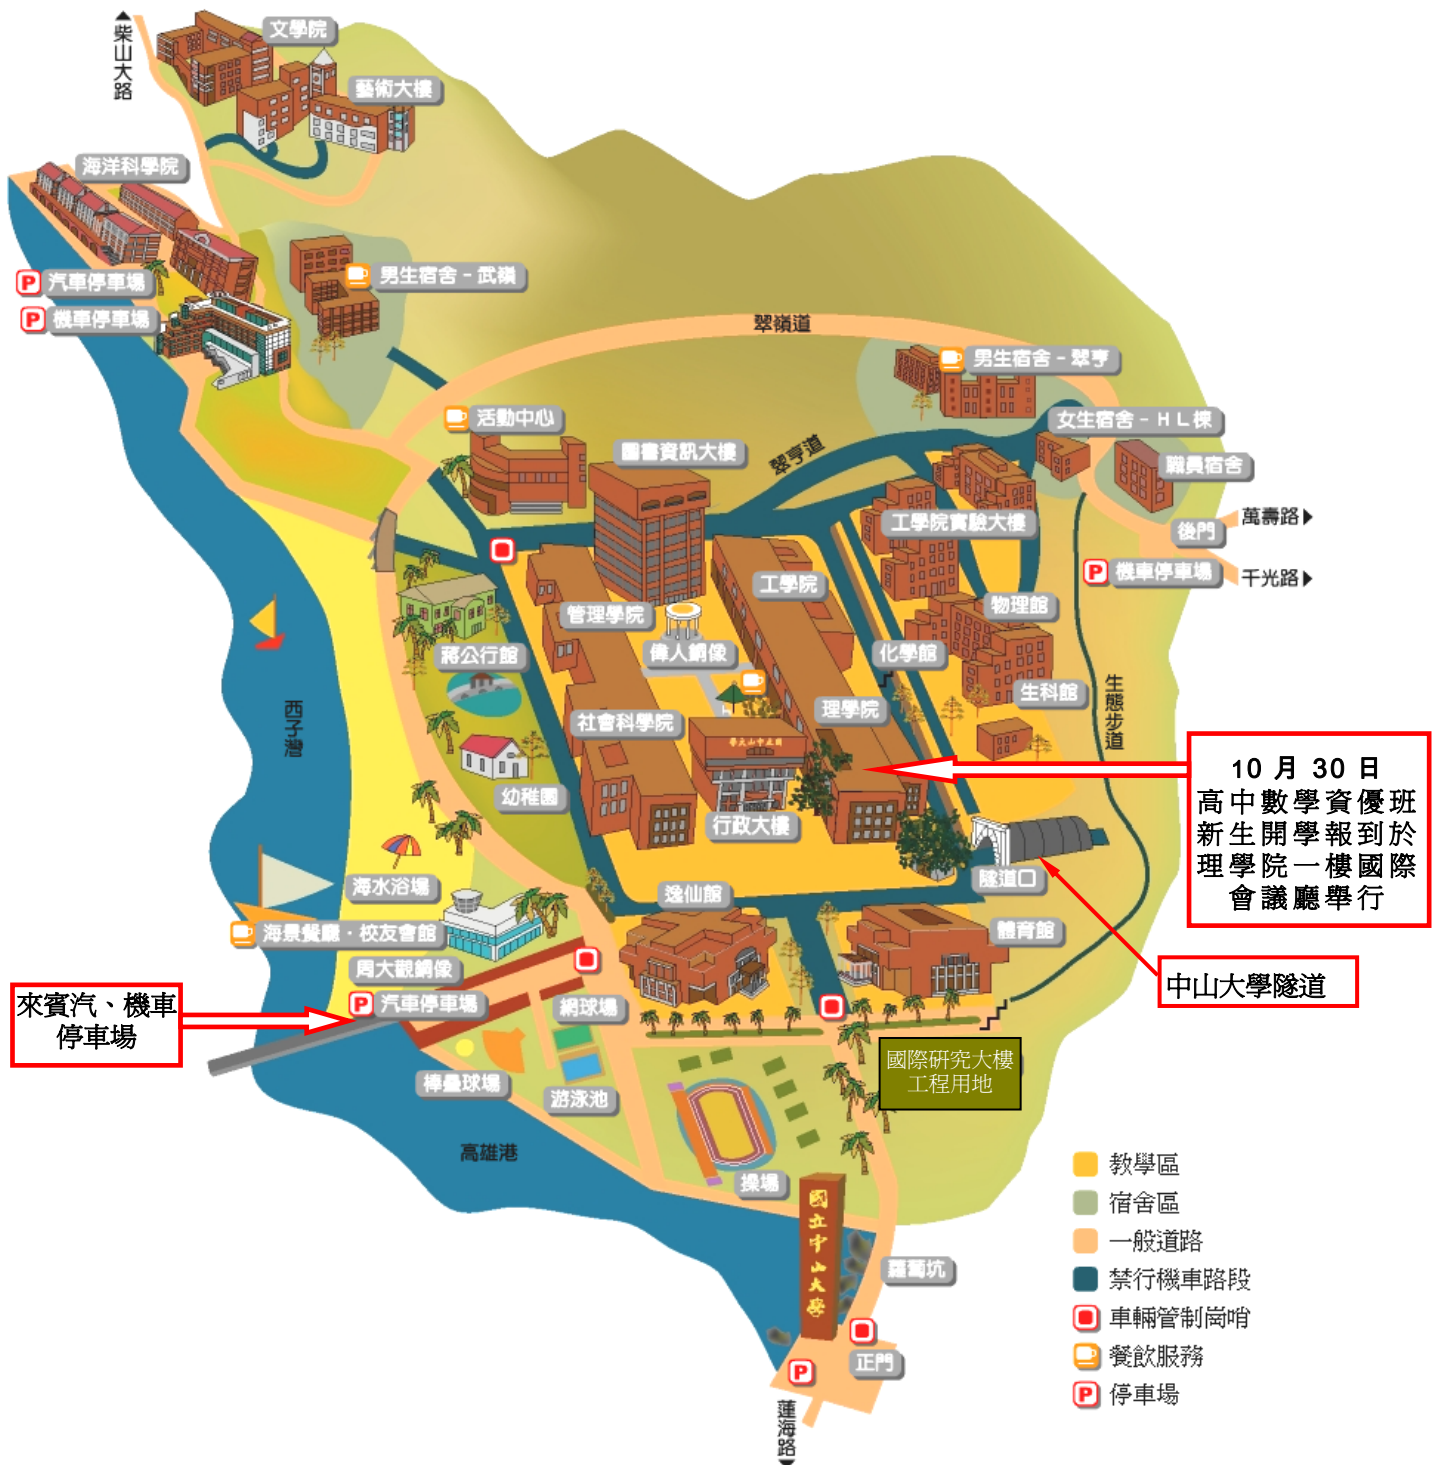 ▲柴山大路
文學院
藝術大樓
海洋科學院
男生宿舍－武嶺
P 汽車停車場
P 機車停車場
翠嶺道
男生宿舍－翠亨
活動中心
女生宿舍－HL棟
圖書資訊大樓
翠亨道
職員宿舍
工學院實驗大樓
萬壽路▶
後門
P 機車停車場
千光路▶
工學院
物理館
管理學院
偉人銅像
化學館
蔣公行館
生科館
生態步道
西子灣
社會科學院
理學院
國立中山大學
幼稚園
行政大樓
10 月 30 日
高中數學資優班
新生開學報到於
理學院一樓國際
會議廳舉行
海水浴場
逸仙館
隧道口
海景餐廳・校友會館
體育館
周大觀銅像
中山大學隧道
來賓汽、機車
停車場
P 汽車停車場
網球場
國際研究大樓
工程用地
棒壘球場
游泳池
高雄港
操場
國立中山大學
蘿蔔坑
正門
P
蓮海路▼
教學區
宿舍區
一般道路
禁行機車路段
車輛管制崗哨
餐飲服務
P 停車場